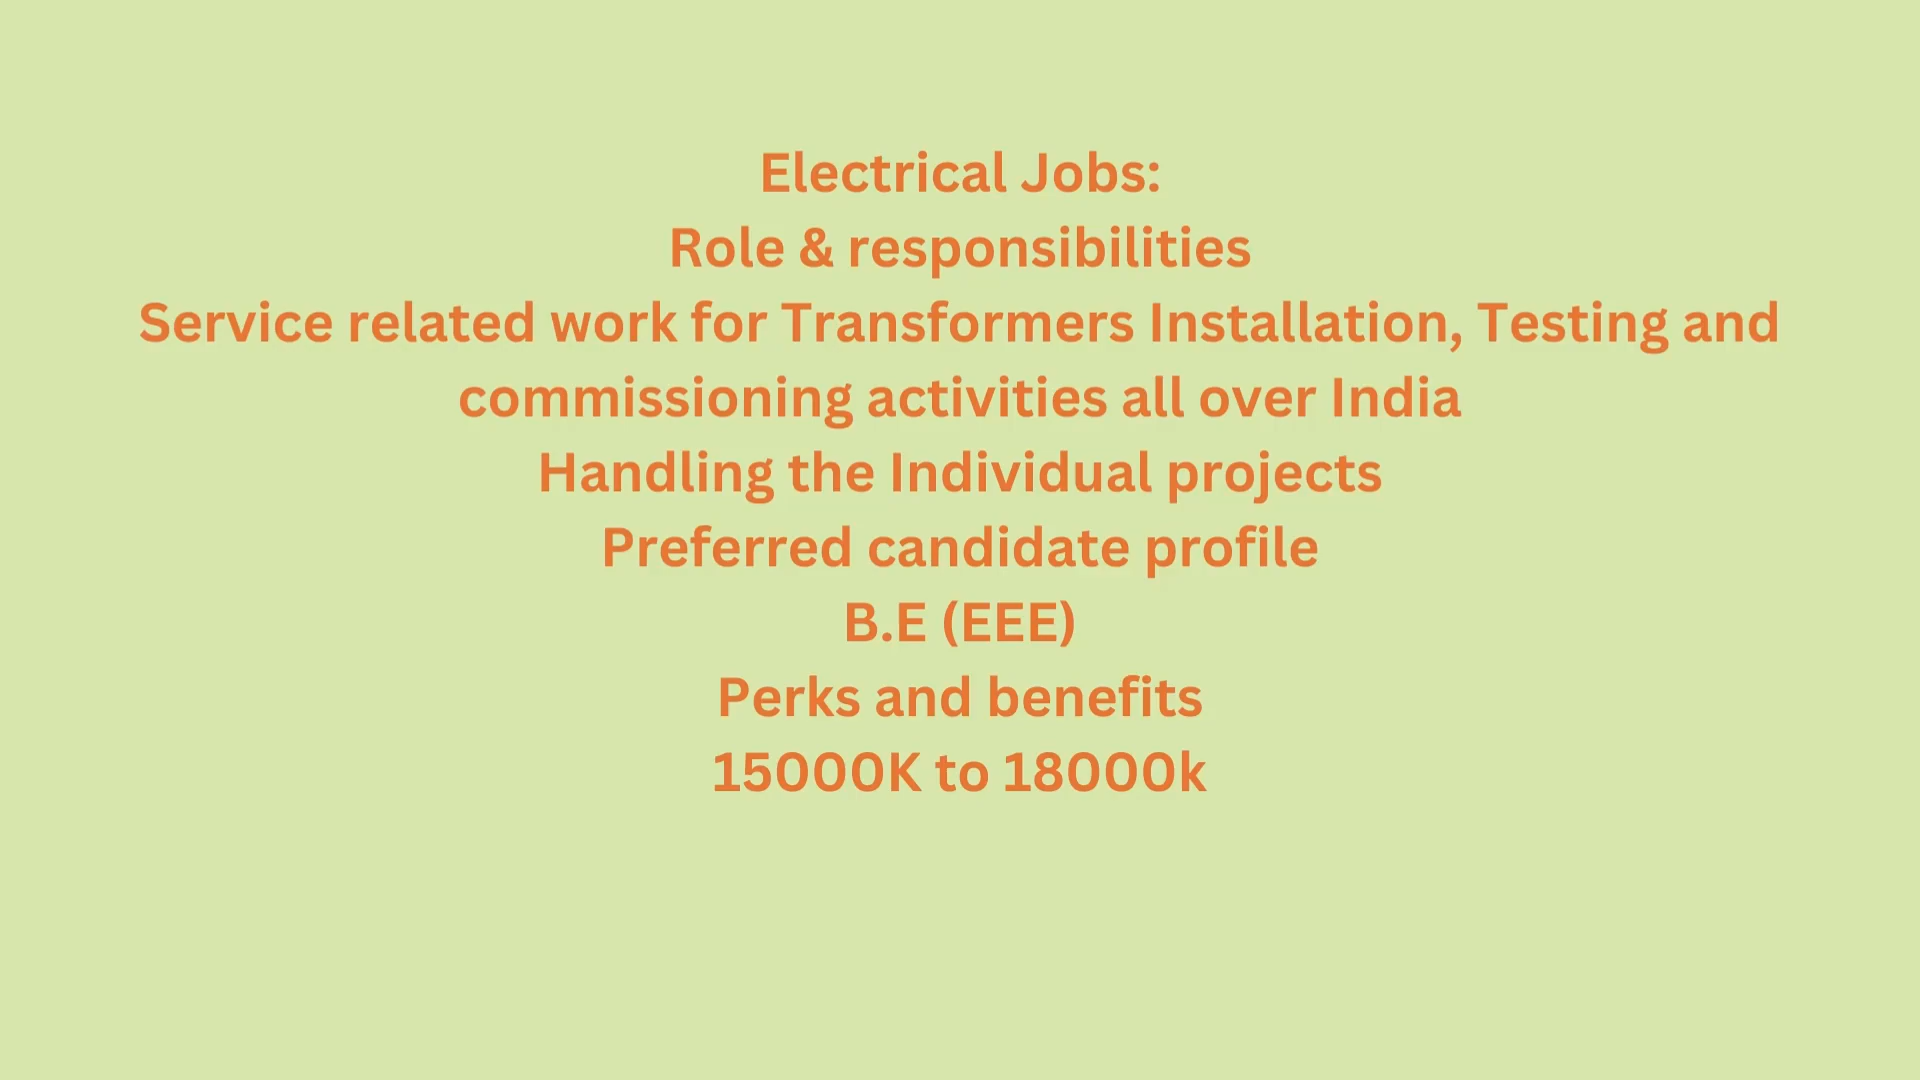 Electrical Jobs:
Role & responsibilities
Service related work for Transformers Installation, Testing and
commissioning activities all over India
Handling the Individual projects
Preferred candidate profile
B.E (EEE)
Perks and benefits
15000K to 18000k